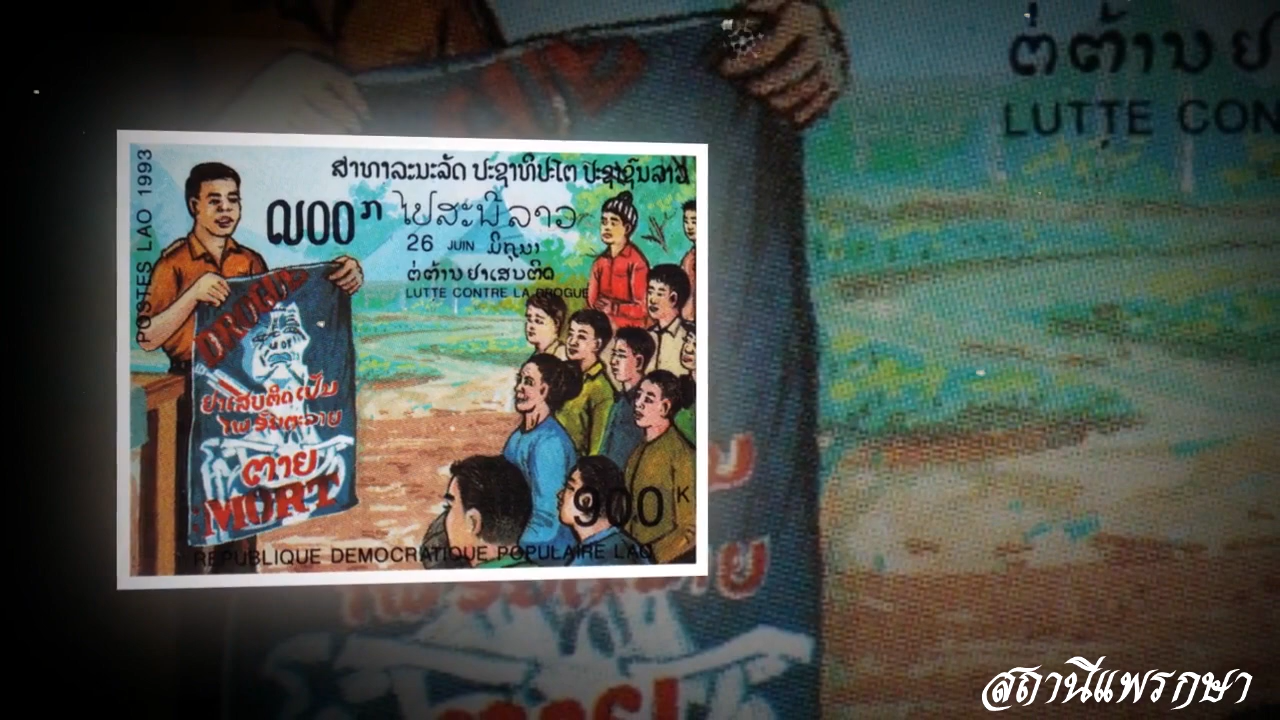 ສາທາລະນະລັດ ປະຊາທິປະໄຕ ປະຊາຊົນລາວ
POSTES LAO 1993
໙໐໐ ກ
ໄປສະນີລາວ
26 JUIN ມິຖຸນາ
ຕໍ່ຕ້ານຢາເສບຕິດ
LUTTE CONTRE LA DROGUE
DROGUE
ຢາເສບຕິດເປັນ
ໄພອັນຕະລາຍ
ຕາຍ
MORT
900 K
REPUBLIQUE DEMOCRATIQUE POPULAIRE LAO
ຕໍ່ຕ້ານຢ
LUTTE CON
สถานีแพรกษา